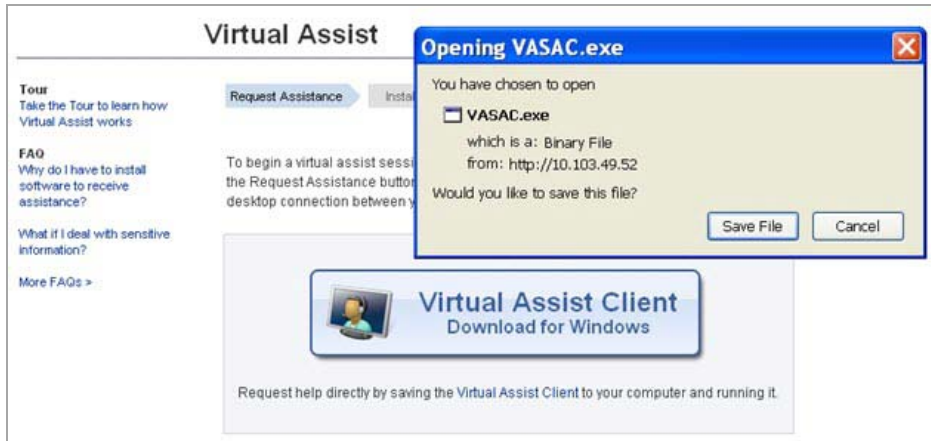 Virtual Assist
Tour
Take the Tour to learn how
Virtual Assist works
FAQ
Why do I have to install
software to receive
assistance?
What if I deal with sensitive
information?
More FAQs >
Request Assistance
Instal
To begin a virtual assist sessi
the Request Assistance button
desktop connection between y
Opening VASAC.exe
You have chosen to open
VASAC.exe
which is a: Binary File
from: http://10.103.49.52
Would you like to save this file?
Save File
Cancel
Virtual Assist Client
Download for Windows
Request help directly by saving the Virtual Assist Client to your computer and running it.